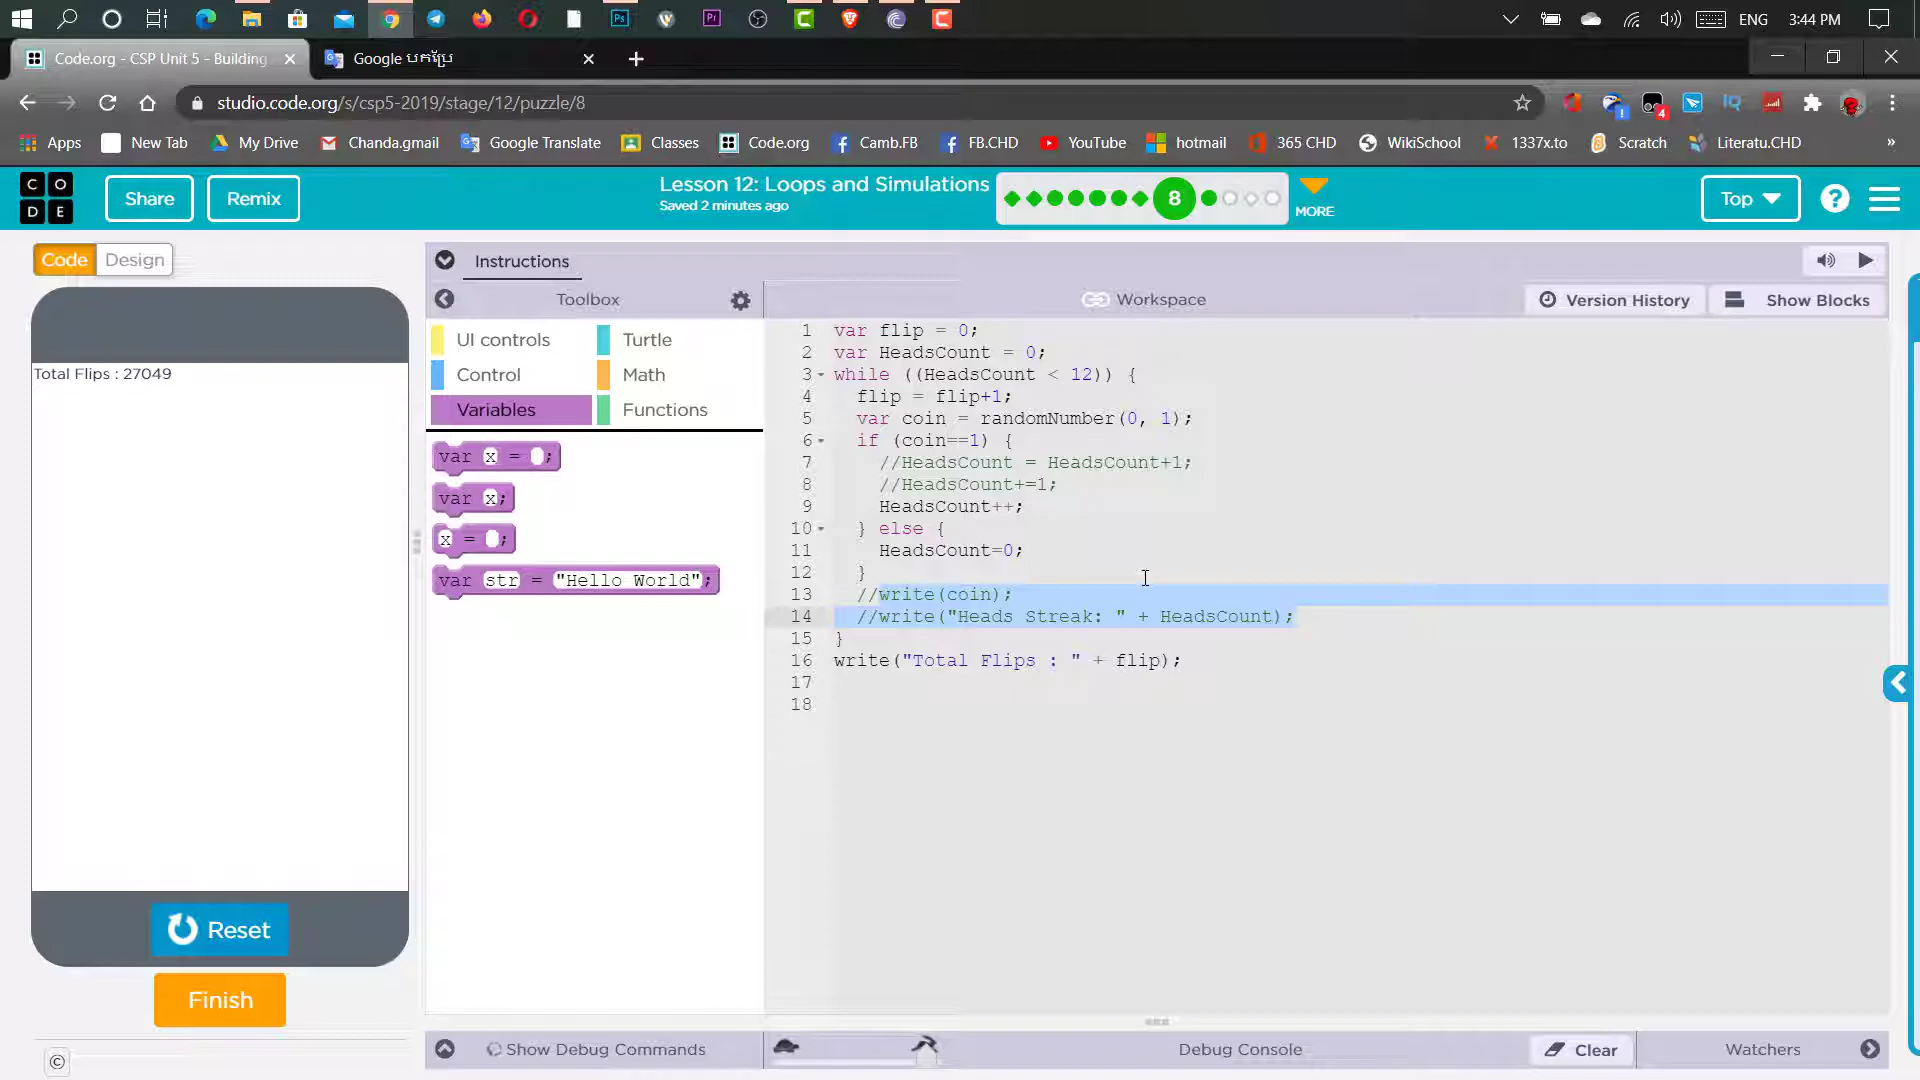 ENG
3:44 PM
Code.org - CSP Unit 5 - Building
Google បកប្រែ
studio.code.org/s/csp5-2019/stage/12/puzzle/8
Apps
New Tab
My Drive
Chanda.gmail
Google Translate
Classes
Code.org
Camb.FB
FB.CHD
YouTube
hotmail
365 CHD
WikiSchool
1337x.to
Scratch
Literatu.CHD
»
C O
D E
Share
Remix
Lesson 12: Loops and Simulations
Saved 2 minutes ago
8
MORE
Top
?
Code
Design
Instructions
Toolbox
Workspace
Version History
Show Blocks
Total Flips : 27049
UI controls
Turtle
Control
Math
Variables
Functions
var x = ;
var x;
x = ;
var str = "Hello World";
1 var flip = 0;
2 var HeadsCount = 0;
3 while ((HeadsCount < 12)) {
4 flip = flip+1;
5 var coin = randomNumber(0, 1);
6 if (coin==1) {
7 //HeadsCount = HeadsCount+1;
8 //HeadsCount+=1;
9 HeadsCount++;
10 } else {
11 HeadsCount=0;
12 }
13 //write(coin);
14 //write("Heads Streak: " + HeadsCount);
15 }
16 write("Total Flips : " + flip);
17
18
Reset
Finish
©
Show Debug Commands
Debug Console
Clear
Watchers